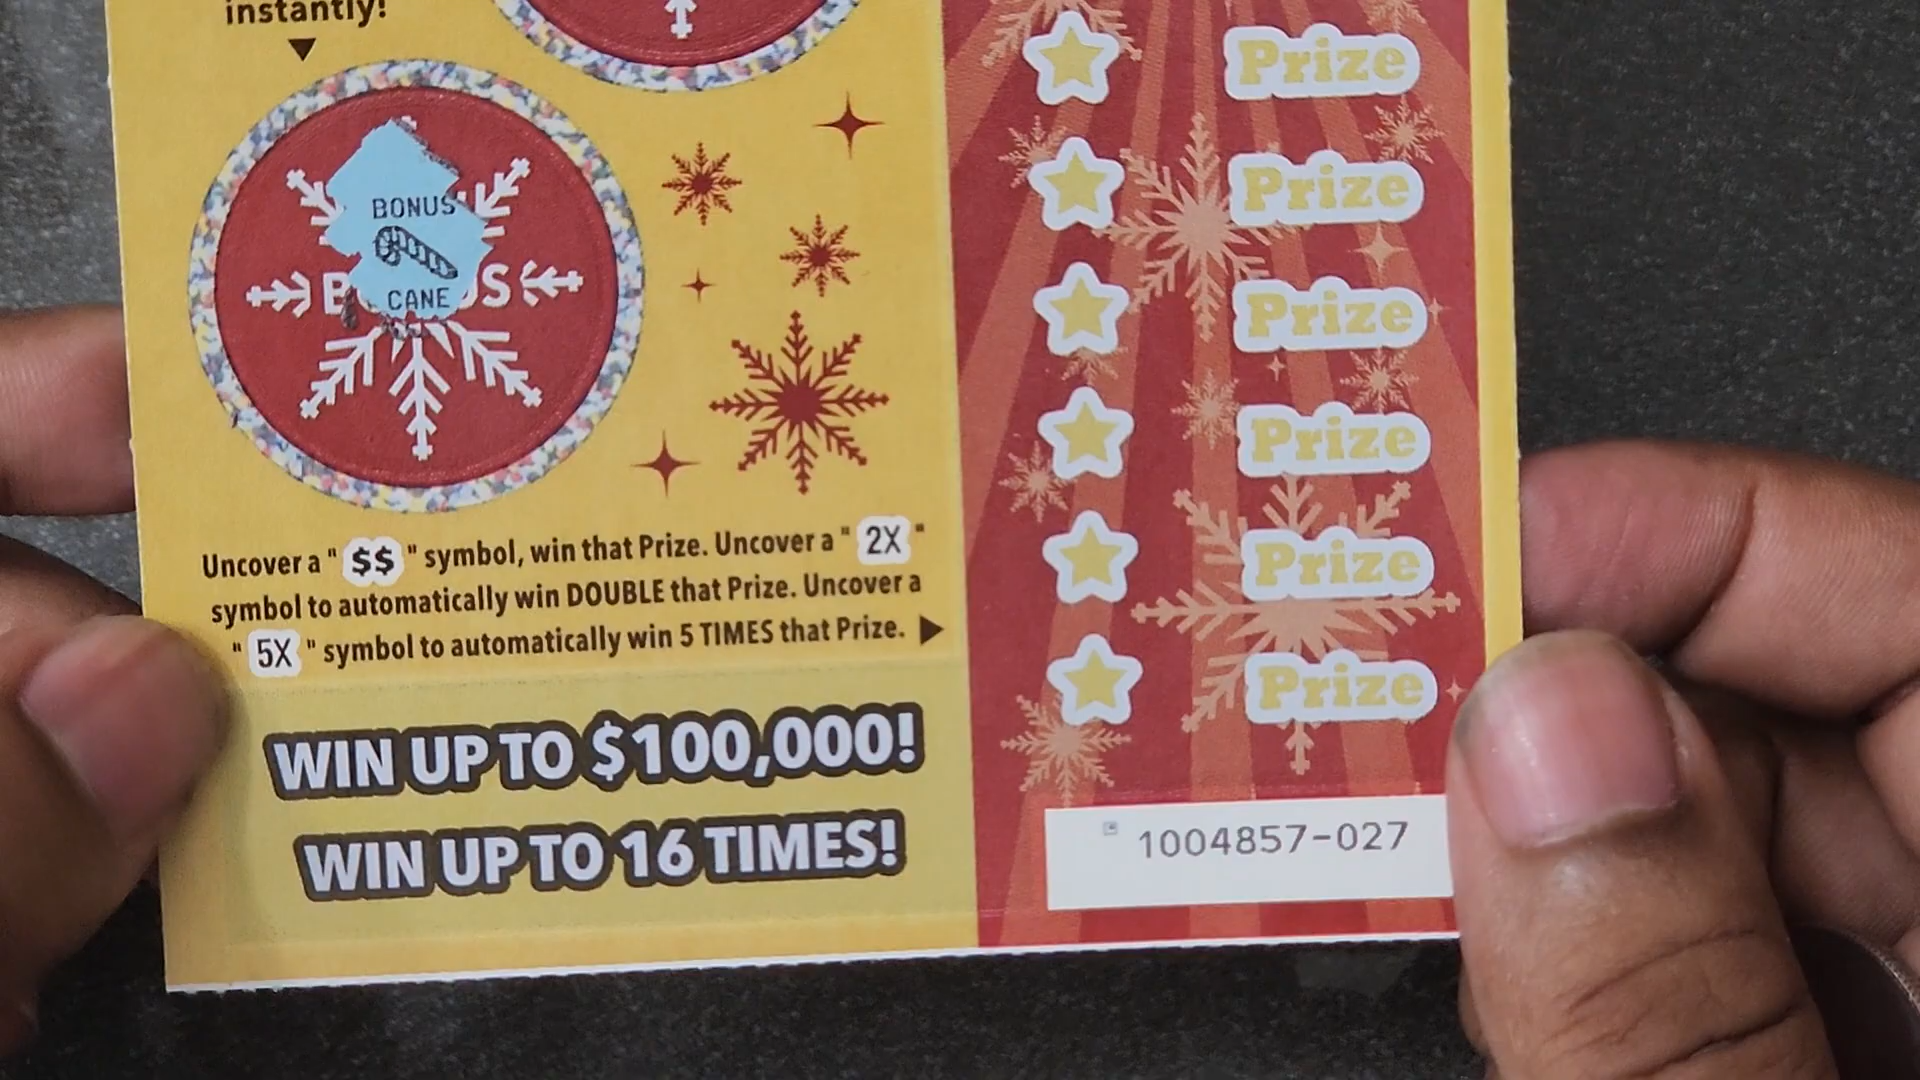 instantly!
BONUS
CANE
B S
Uncover a "$$" symbol, win that Prize. Uncover a "2X"
symbol to automatically win DOUBLE that Prize. Uncover a
"5X" symbol to automatically win 5 TIMES that Prize.
WIN UP TO $100,000!
WIN UP TO 16 TIMES!
Prize
Prize
Prize
Prize
Prize
Prize
1004857-027